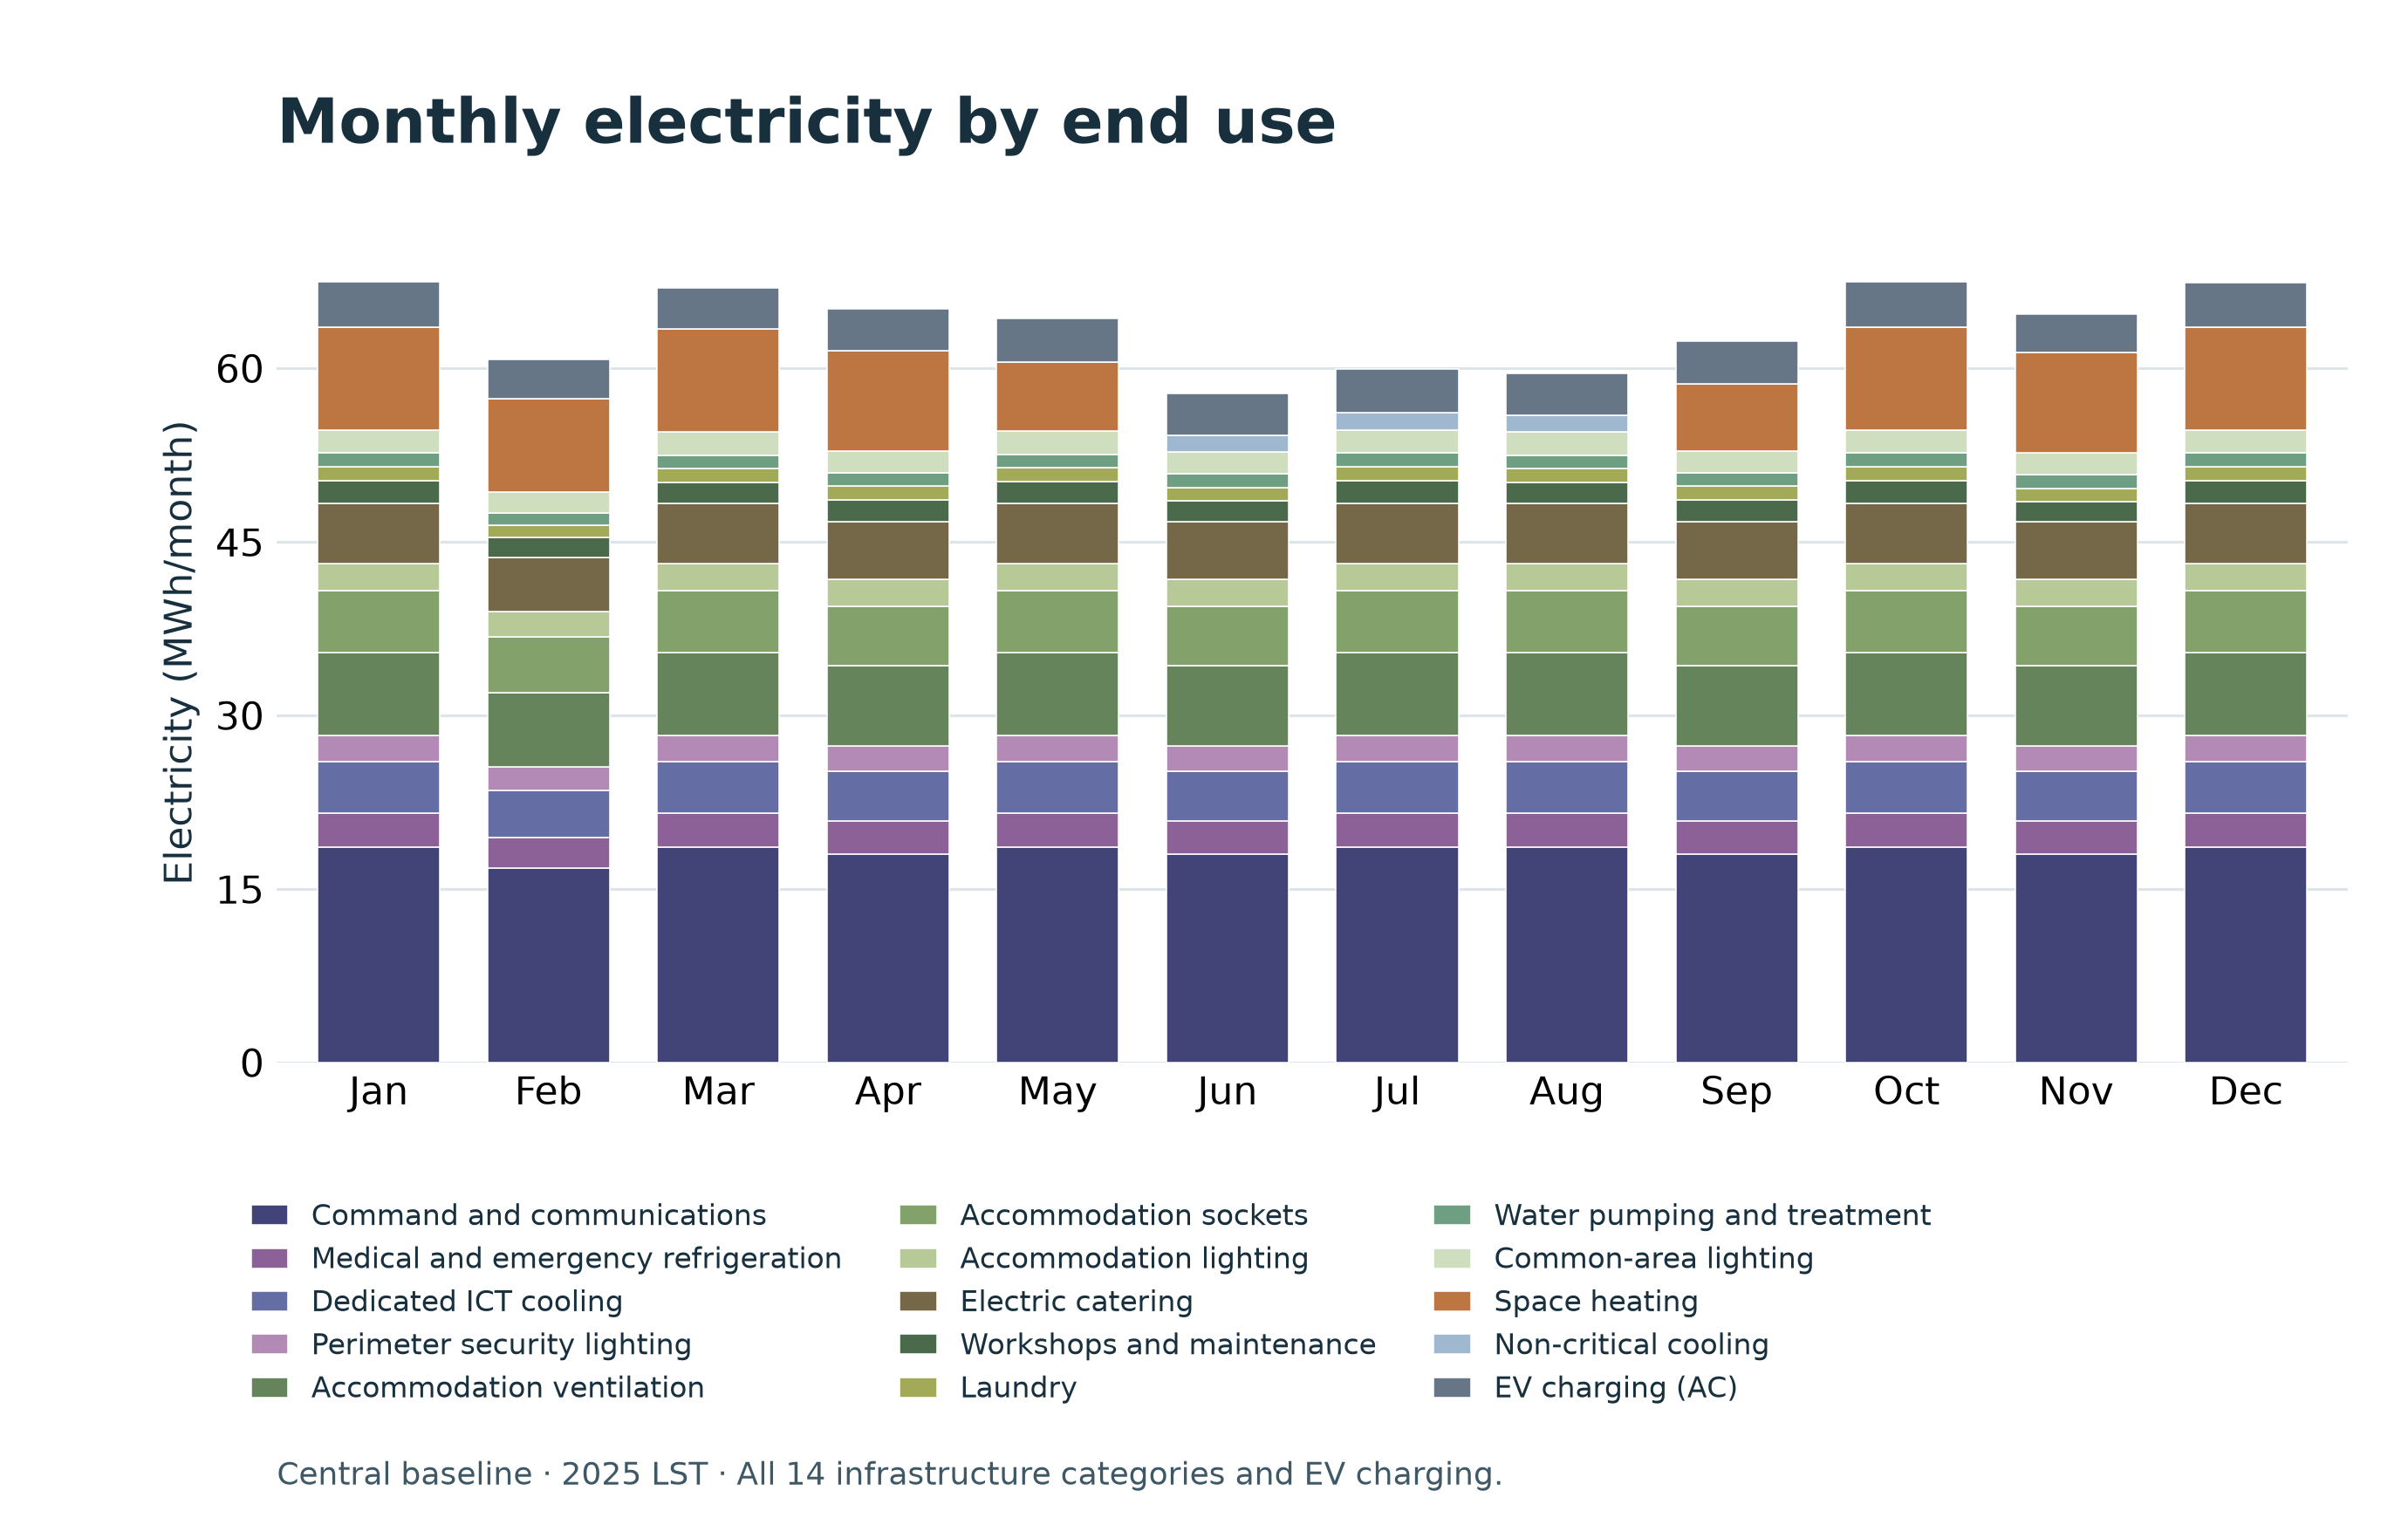 Monthly electricity by end use
Electricity (MWh/month)
60
45
30
15
0
Jan Feb Mar Apr May Jun Jul Aug Sep Oct Nov Dec
Command and communications
Medical and emergency refrigeration
Dedicated ICT cooling
Perimeter security lighting
Accommodation ventilation
Accommodation sockets
Accommodation lighting
Electric catering
Workshops and maintenance
Laundry
Water pumping and treatment
Common-area lighting
Space heating
Non-critical cooling
EV charging (AC)
Central baseline · 2025 LST · All 14 infrastructure categories and EV charging.